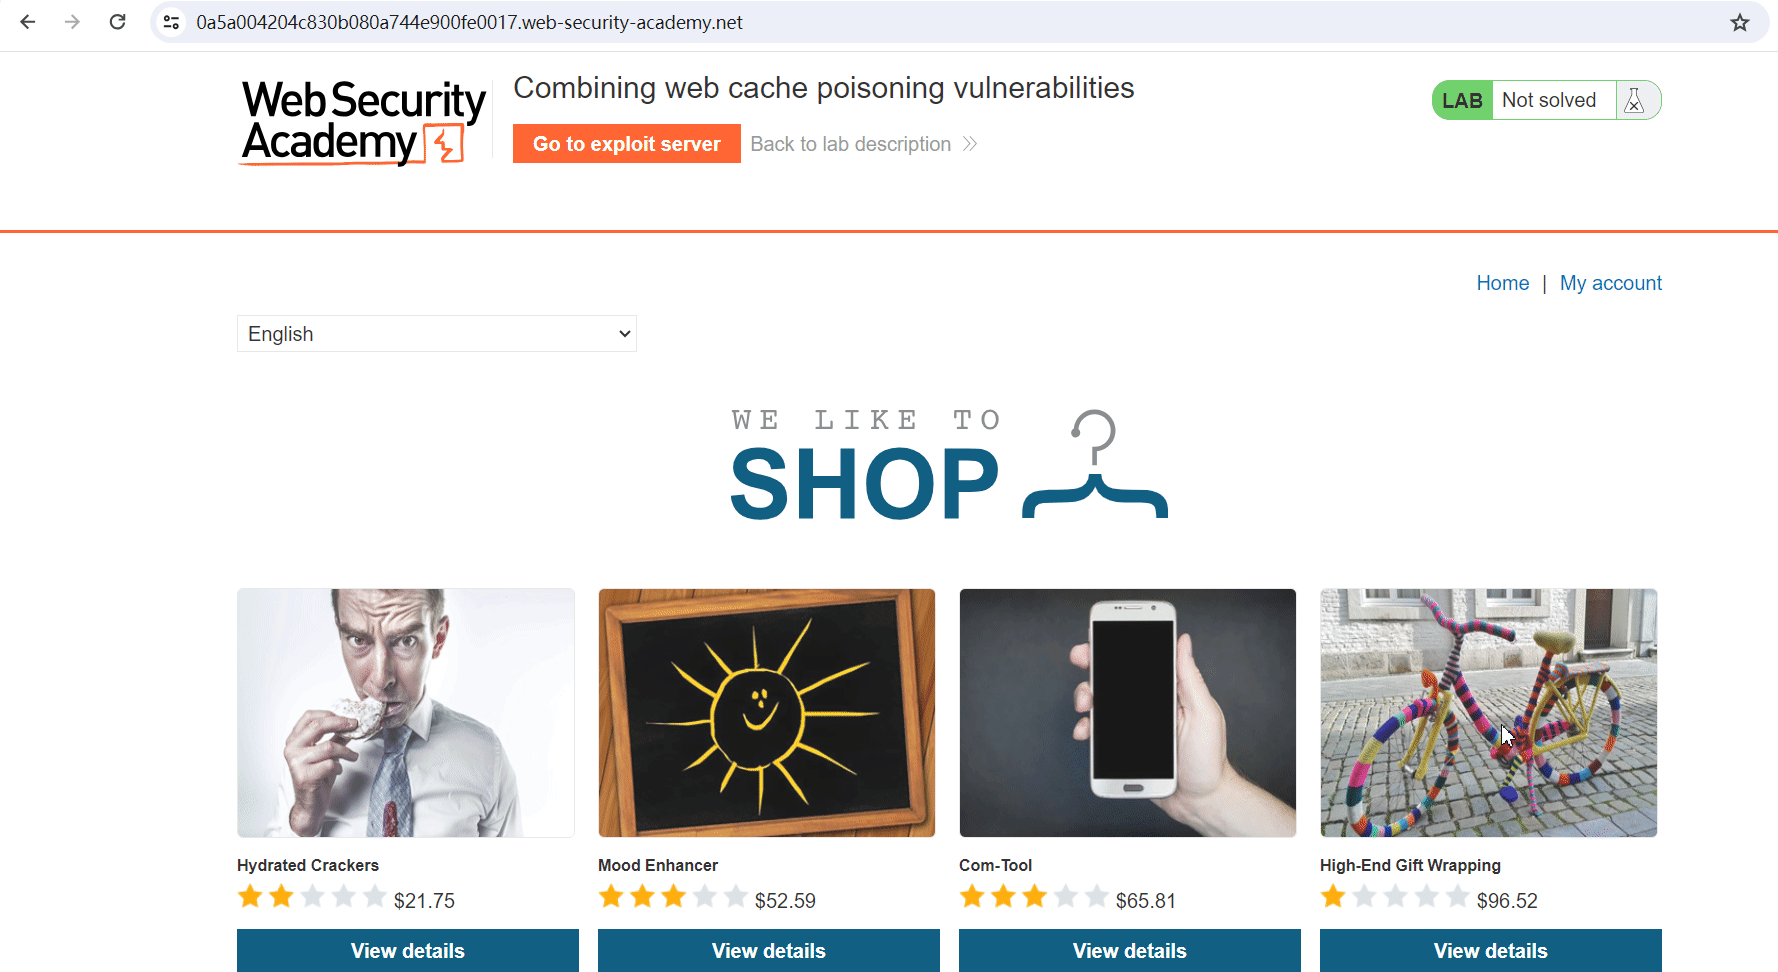 0a5a004204c830b080a744e900fe0017.web-security-academy.net
Web Security
Academy
Combining web cache poisoning vulnerabilities
Go to exploit server
Back to lab description
LAB
Not solved
Home | My account
English
WE LIKE TO
SHOP
Hydrated Crackers
$21.75
View details
Mood Enhancer
$52.59
View details
Com-Tool
$65.81
View details
High-End Gift Wrapping
$96.52
View details